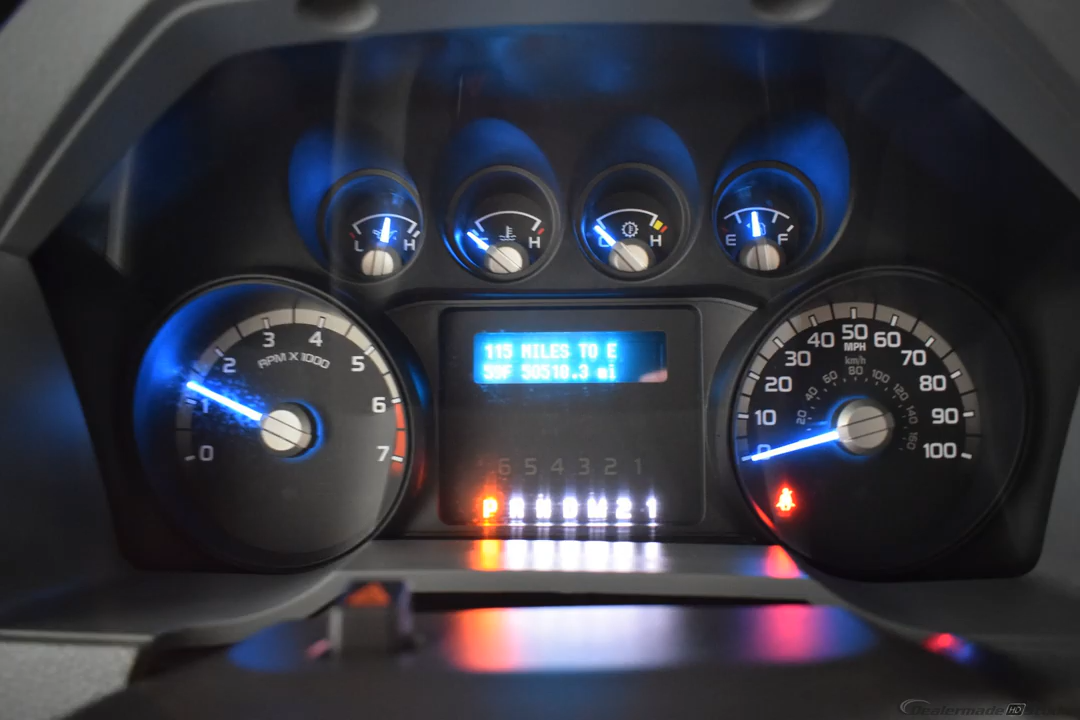 L H
H
H
E F
0 1 2 3 4 5 6 7
RPM X 1000
115 MILES TO E
59F 50510.3 mi
6 5 4 3 2 1
P R N D M 2 1
0 10 20 30 40 50 60 70 80 90 100
MPH
km/h
20 40 60 80 100 120 140 160
Dealermade HD